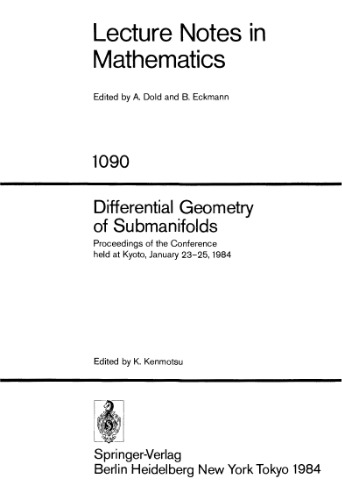 Lecture Notes in
Mathematics
Edited by A. Dold and B. Eckmann
1090
Differential Geometry
of Submanifolds
Proceedings of the Conference
held at Kyoto, January 23-25, 1984
Edited by K. Kenmotsu
Springer-Verlag
Berlin Heidelberg New York Tokyo 1984